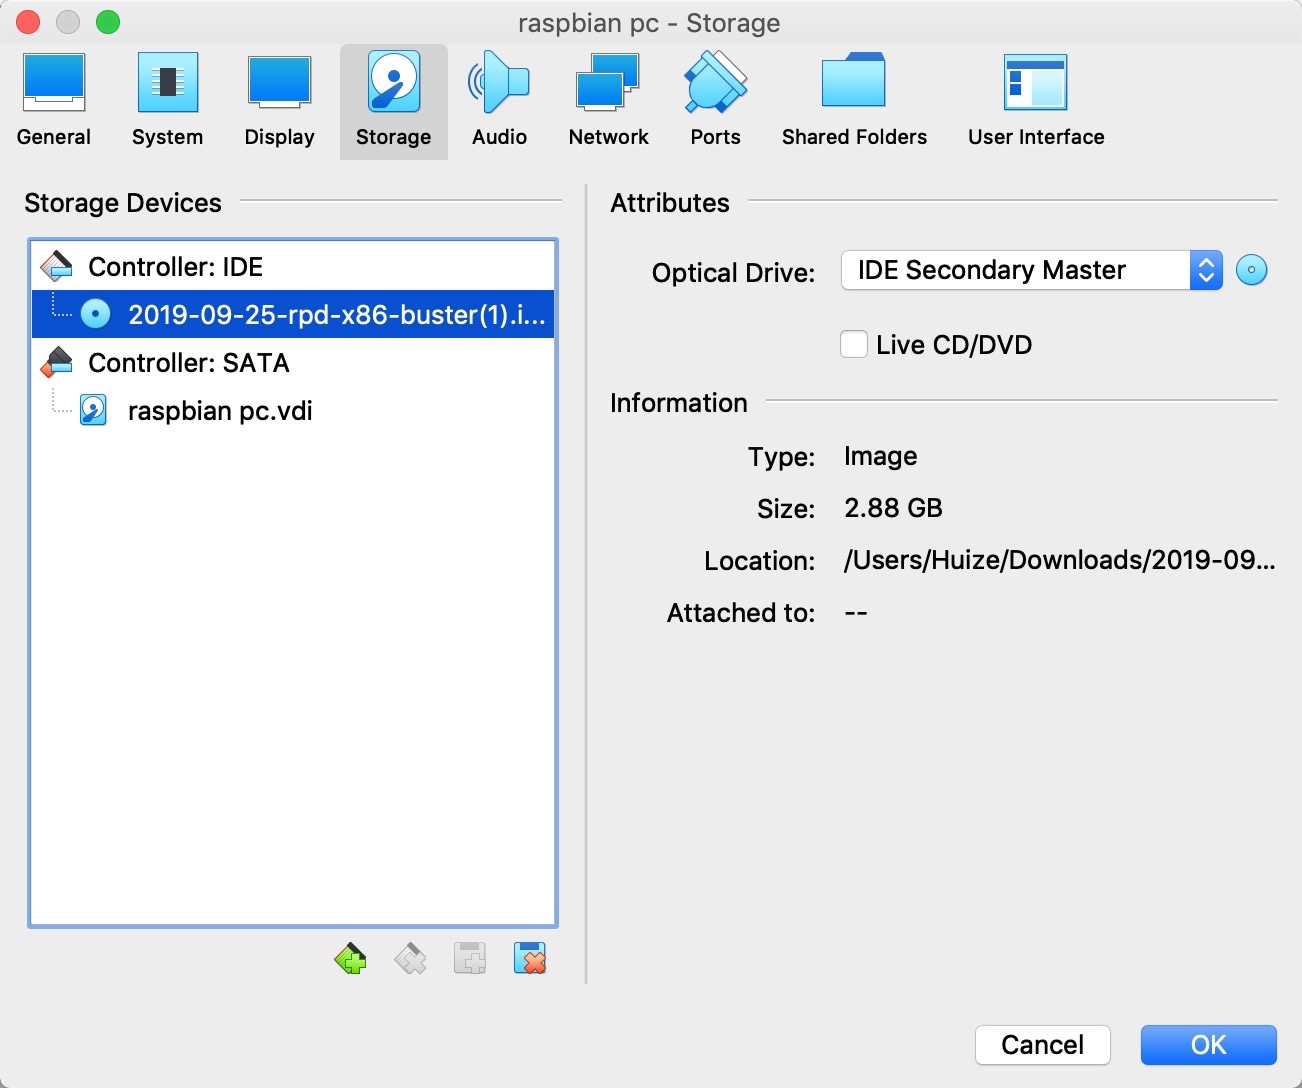 raspbian pc - Storage
General System Display Storage Audio Network Ports Shared Folders User Interface
Storage Devices
Controller: IDE
2019-09-25-rpd-x86-buster(1).i...
Controller: SATA
raspbian pc.vdi
Attributes
Optical Drive: IDE Secondary Master
Live CD/DVD
Information
Type: Image
Size: 2.88 GB
Location: /Users/Huize/Downloads/2019-09...
Attached to: --
Cancel OK